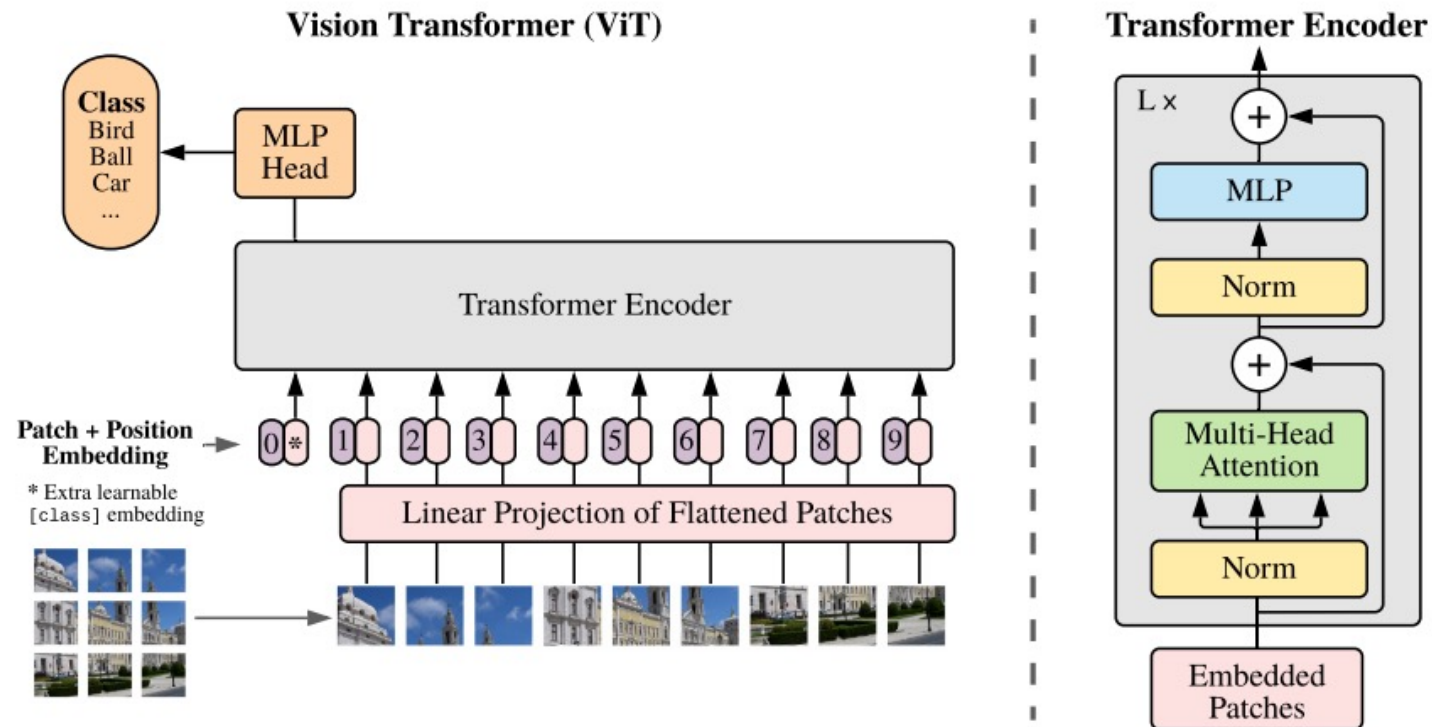 Vision Transformer (ViT)
Class
Bird
Ball
Car
...
MLP
Head
Transformer Encoder
Patch + Position
Embedding
0 * 1 2 3 4 5 6 7 8 9
* Extra learnable
[class] embedding
Linear Projection of Flattened Patches
Transformer Encoder
L ×
+
MLP
Norm
+
Multi-Head
Attention
Norm
Embedded
Patches